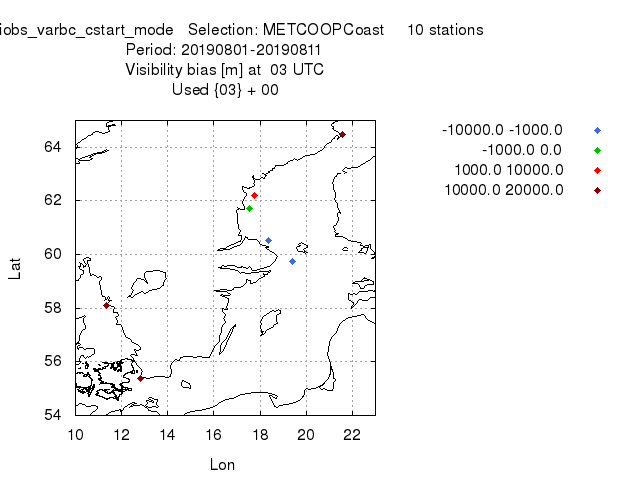 iobs_varbc_cstart_mode Selection: METCOOPCoast 10 stations
Period: 20190801-20190811
Visibility bias [m] at 03 UTC
Used {03} + 00
-10000.0 -1000.0
-1000.0 0.0
1000.0 10000.0
10000.0 20000.0
64
62
60
58
56
54
Lat
10 12 14 16 18 20 22
Lon